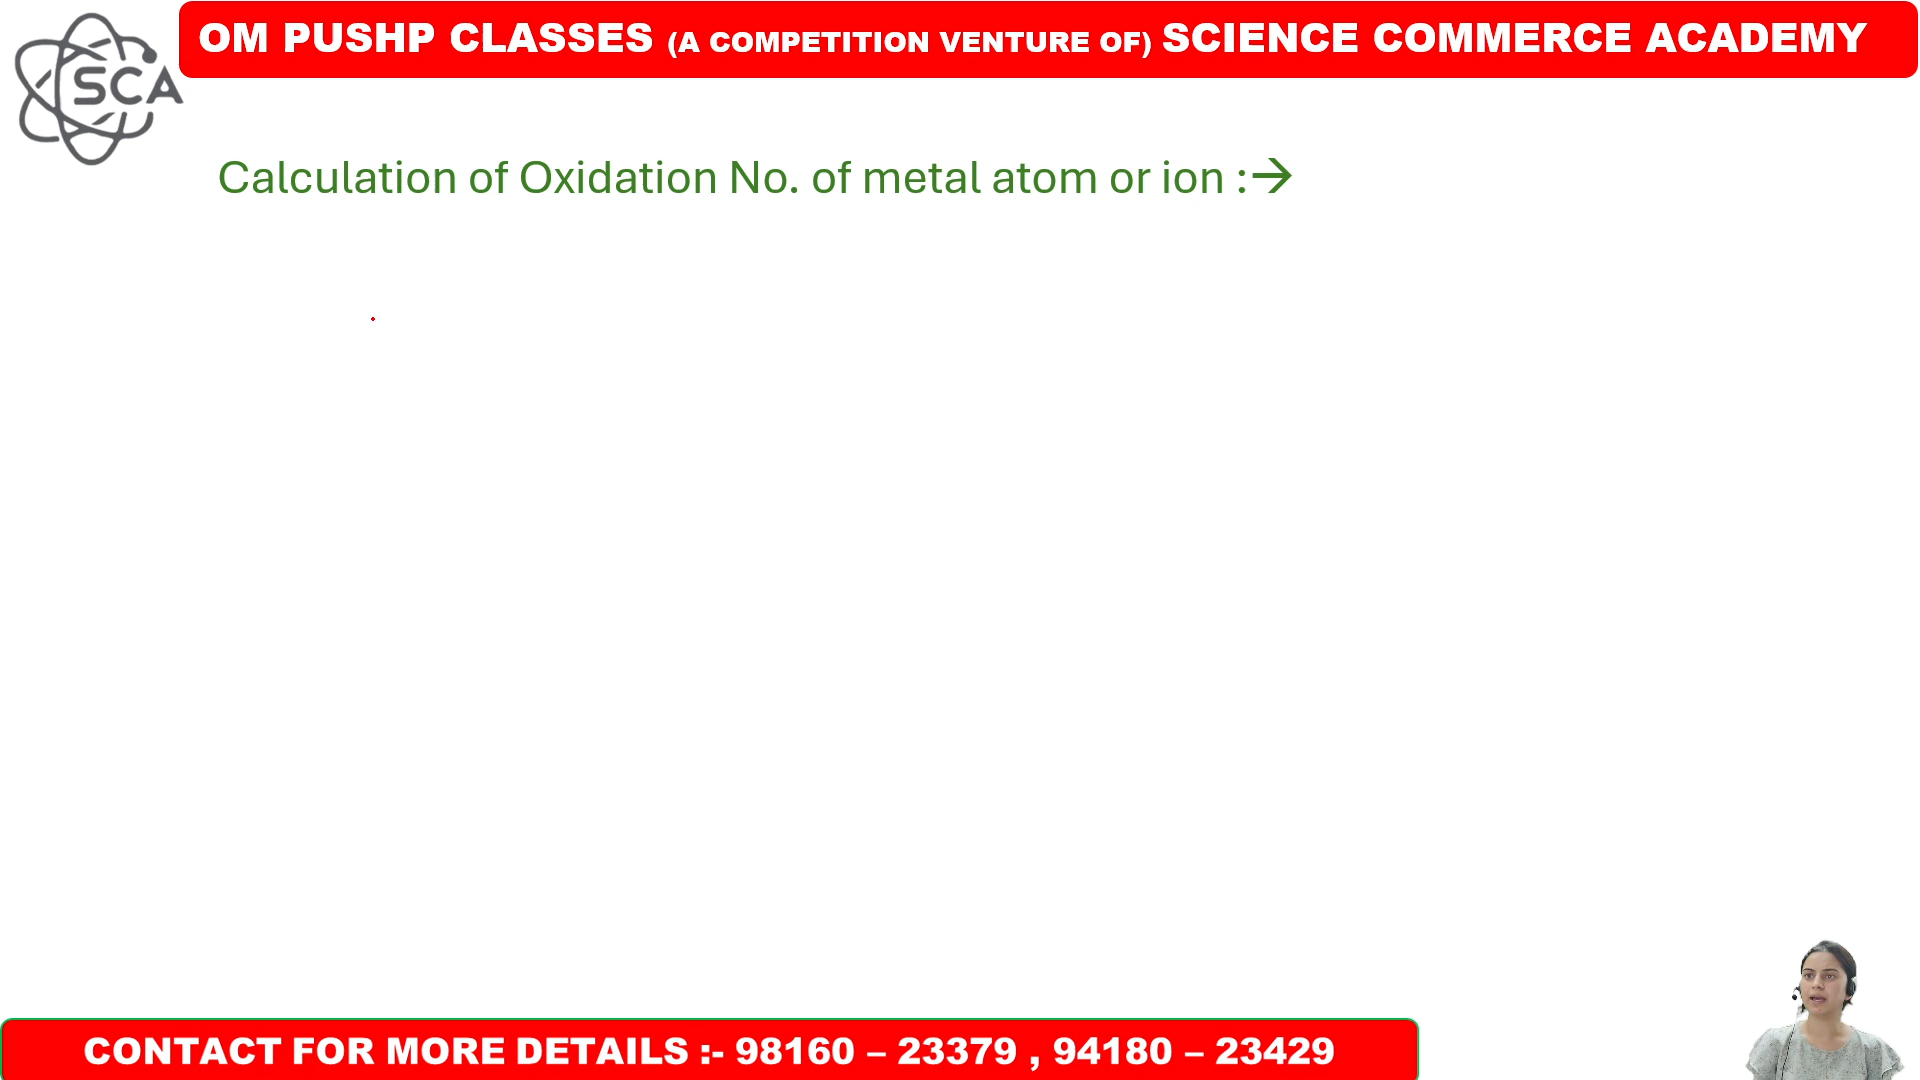 OM PUSHP CLASSES (A COMPETITION VENTURE OF) SCIENCE COMMERCE ACADEMY
SCA
Calculation of Oxidation No. of metal atom or ion :→
CONTACT FOR MORE DETAILS :- 98160 – 23379 , 94180 – 23429